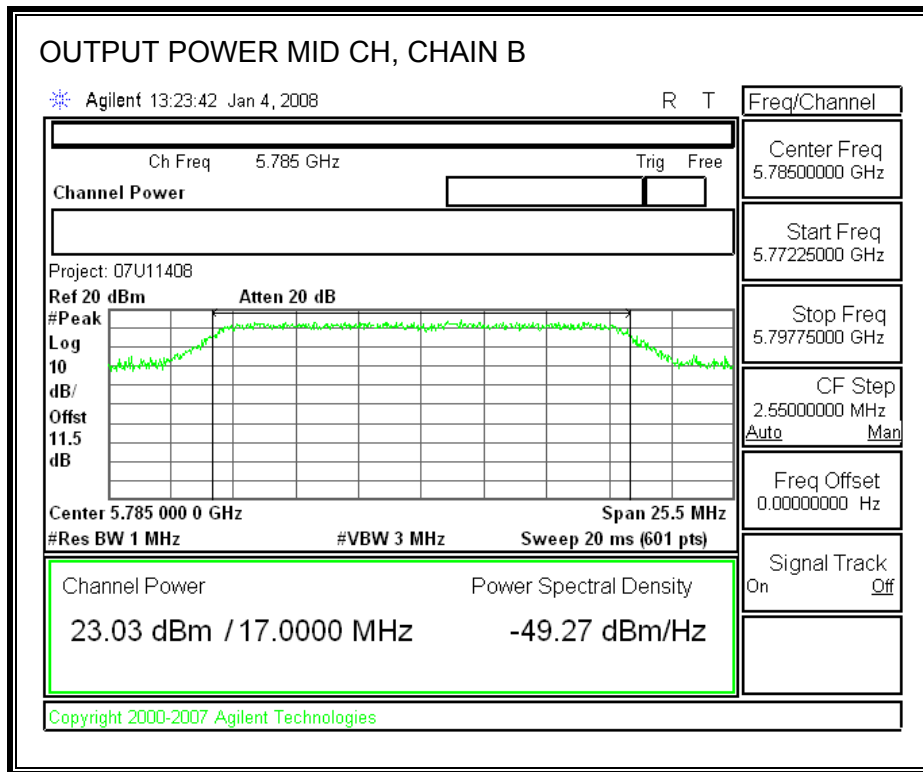 OUTPUT POWER MID CH, CHAIN B
Agilent 13:23:42 Jan 4, 2008 R T
Freq/Channel
Ch Freq 5.785 GHz Trig Free
Channel Power
Center Freq
5.78500000 GHz
Start Freq
5.77225000 GHz
Project: 07U11408
Ref 20 dBm Atten 20 dB
#Peak
Log
10
dB/
Offst
11.5
dB
Stop Freq
5.79775000 GHz
CF Step
2.55000000 MHz
Auto Man
Center 5.785 000 0 GHz Span 25.5 MHz
#Res BW 1 MHz #VBW 3 MHz Sweep 20 ms (601 pts)
Freq Offset
0.00000000 Hz
Channel Power Power Spectral Density
23.03 dBm / 17.0000 MHz -49.27 dBm/Hz
Signal Track
On Off
Copyright 2000-2007 Agilent Technologies